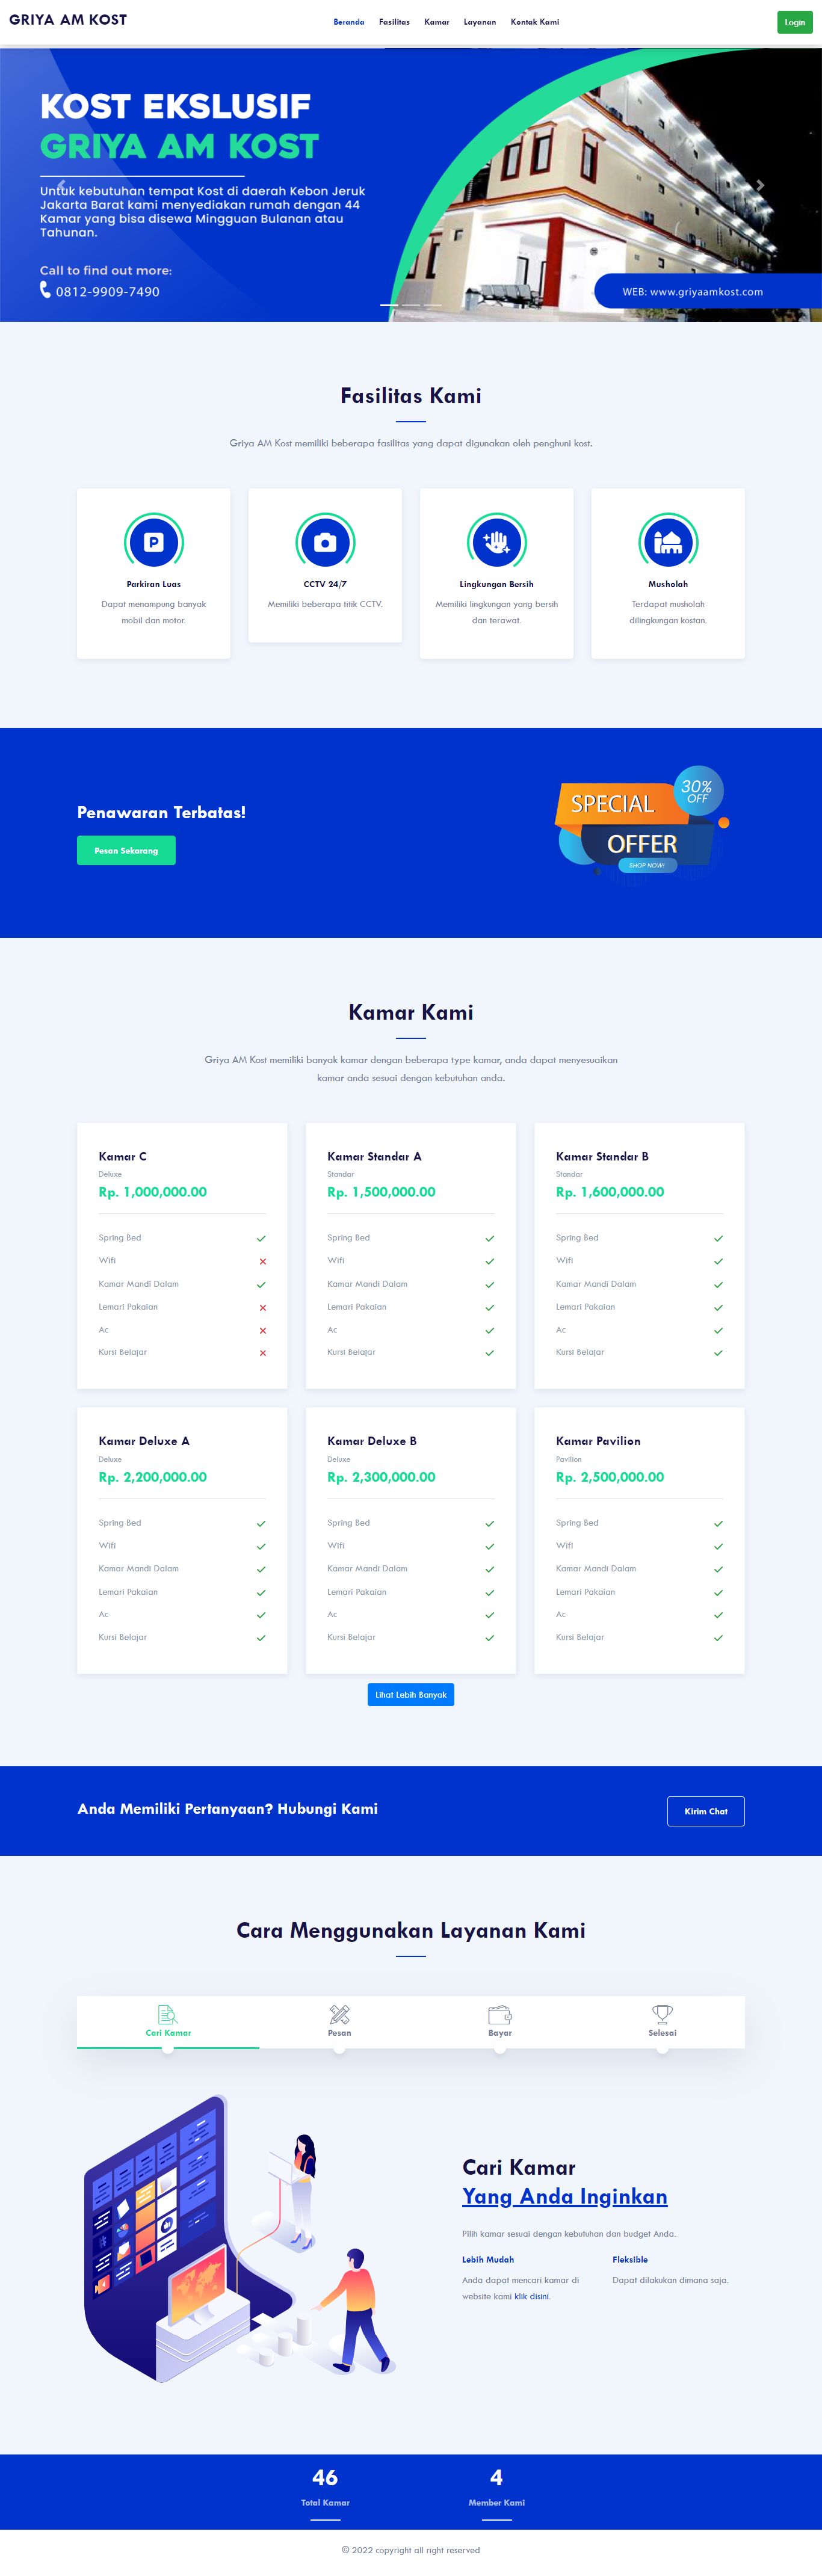 GRIYA AM KOST
Beranda Fasilitas Kamar Layanan Kontak Kami
Login
KOST EKSLUSIF
GRIYA AM KOST
Untuk kebutuhan tempat Kost di daerah Kebon Jeruk
Jakarta Barat kami menyediakan rumah dengan 44
Kamar yang bisa disewa Mingguan Bulanan atau
Tahunan.
Call to find out more:
0812-9909-7490
WEB: www.griyaamkost.com
Fasilitas Kami
Griya AM Kost memiliki beberapa fasilitas yang dapat digunakan oleh penghuni kost.
P
Parkiran Luas
Dapat menampung banyak
mobil dan motor.
CCTV 24/7
Memiliki beberapa titik CCTV.
Lingkungan Bersih
Memiliki lingkungan yang bersih
dan terawat.
Musholah
Terdapat musholah
dilingkungan kostan.
Penawaran Terbatas!
Pesan Sekarang
30%
OFF
SPECIAL
OFFER
SHOP NOW!
Kamar Kami
Griya AM Kost memiliki banyak kamar dengan beberapa type kamar, anda dapat menyesuaikan
kamar anda sesuai dengan kebutuhan anda.
Kamar C
Deluxe
Rp. 1,000,000.00
Spring Bed
Wifi
Kamar Mandi Dalam
Lemari Pakaian
Ac
Kursi Belajar
Kamar Standar A
Standar
Rp. 1,500,000.00
Spring Bed
Wifi
Kamar Mandi Dalam
Lemari Pakaian
Ac
Kursi Belajar
Kamar Standar B
Standar
Rp. 1,600,000.00
Spring Bed
Wifi
Kamar Mandi Dalam
Lemari Pakaian
Ac
Kursi Belajar
Kamar Deluxe A
Deluxe
Rp. 2,200,000.00
Spring Bed
Wifi
Kamar Mandi Dalam
Lemari Pakaian
Ac
Kursi Belajar
Kamar Deluxe B
Deluxe
Rp. 2,300,000.00
Spring Bed
Wifi
Kamar Mandi Dalam
Lemari Pakaian
Ac
Kursi Belajar
Kamar Pavilion
Pavilion
Rp. 2,500,000.00
Spring Bed
Wifi
Kamar Mandi Dalam
Lemari Pakaian
Ac
Kursi Belajar
Lihat Lebih Banyak
Anda Memiliki Pertanyaan? Hubungi Kami
Kirim Chat
Cara Menggunakan Layanan Kami
Cari Kamar
Pesan
Bayar
Selesai
Cari Kamar
Yang Anda Inginkan
Pilih kamar sesuai dengan kebutuhan dan budget Anda.
Lebih Mudah
Anda dapat mencari kamar di
website kami klik disini.
Fleksible
Dapat dilakukan dimana saja.
46
Total Kamar
4
Member Kami
© 2022 copyright all right reserved